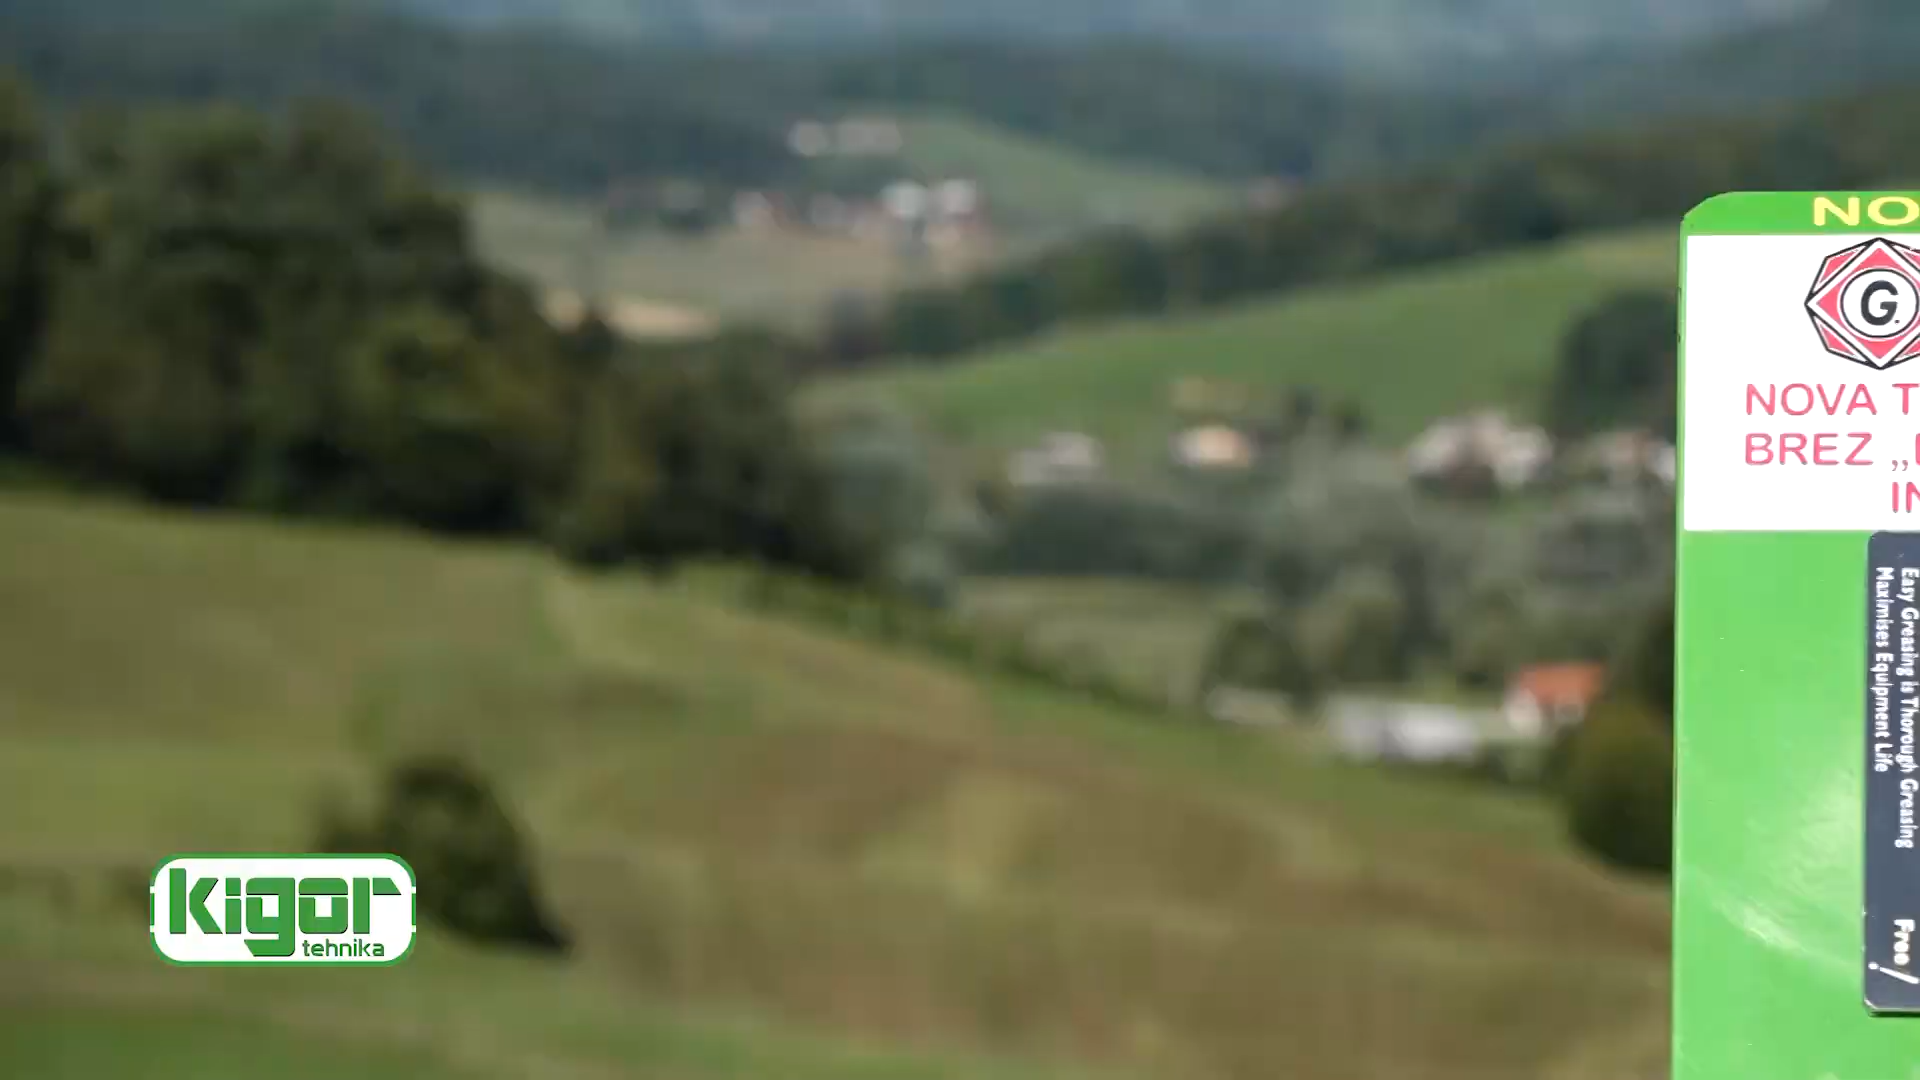 NO
G.
NOVA T
BREZ „
IN
Easy Greasing is Thorough Greasing
Maximises Equipment Life
Free!
kigor
tehnika